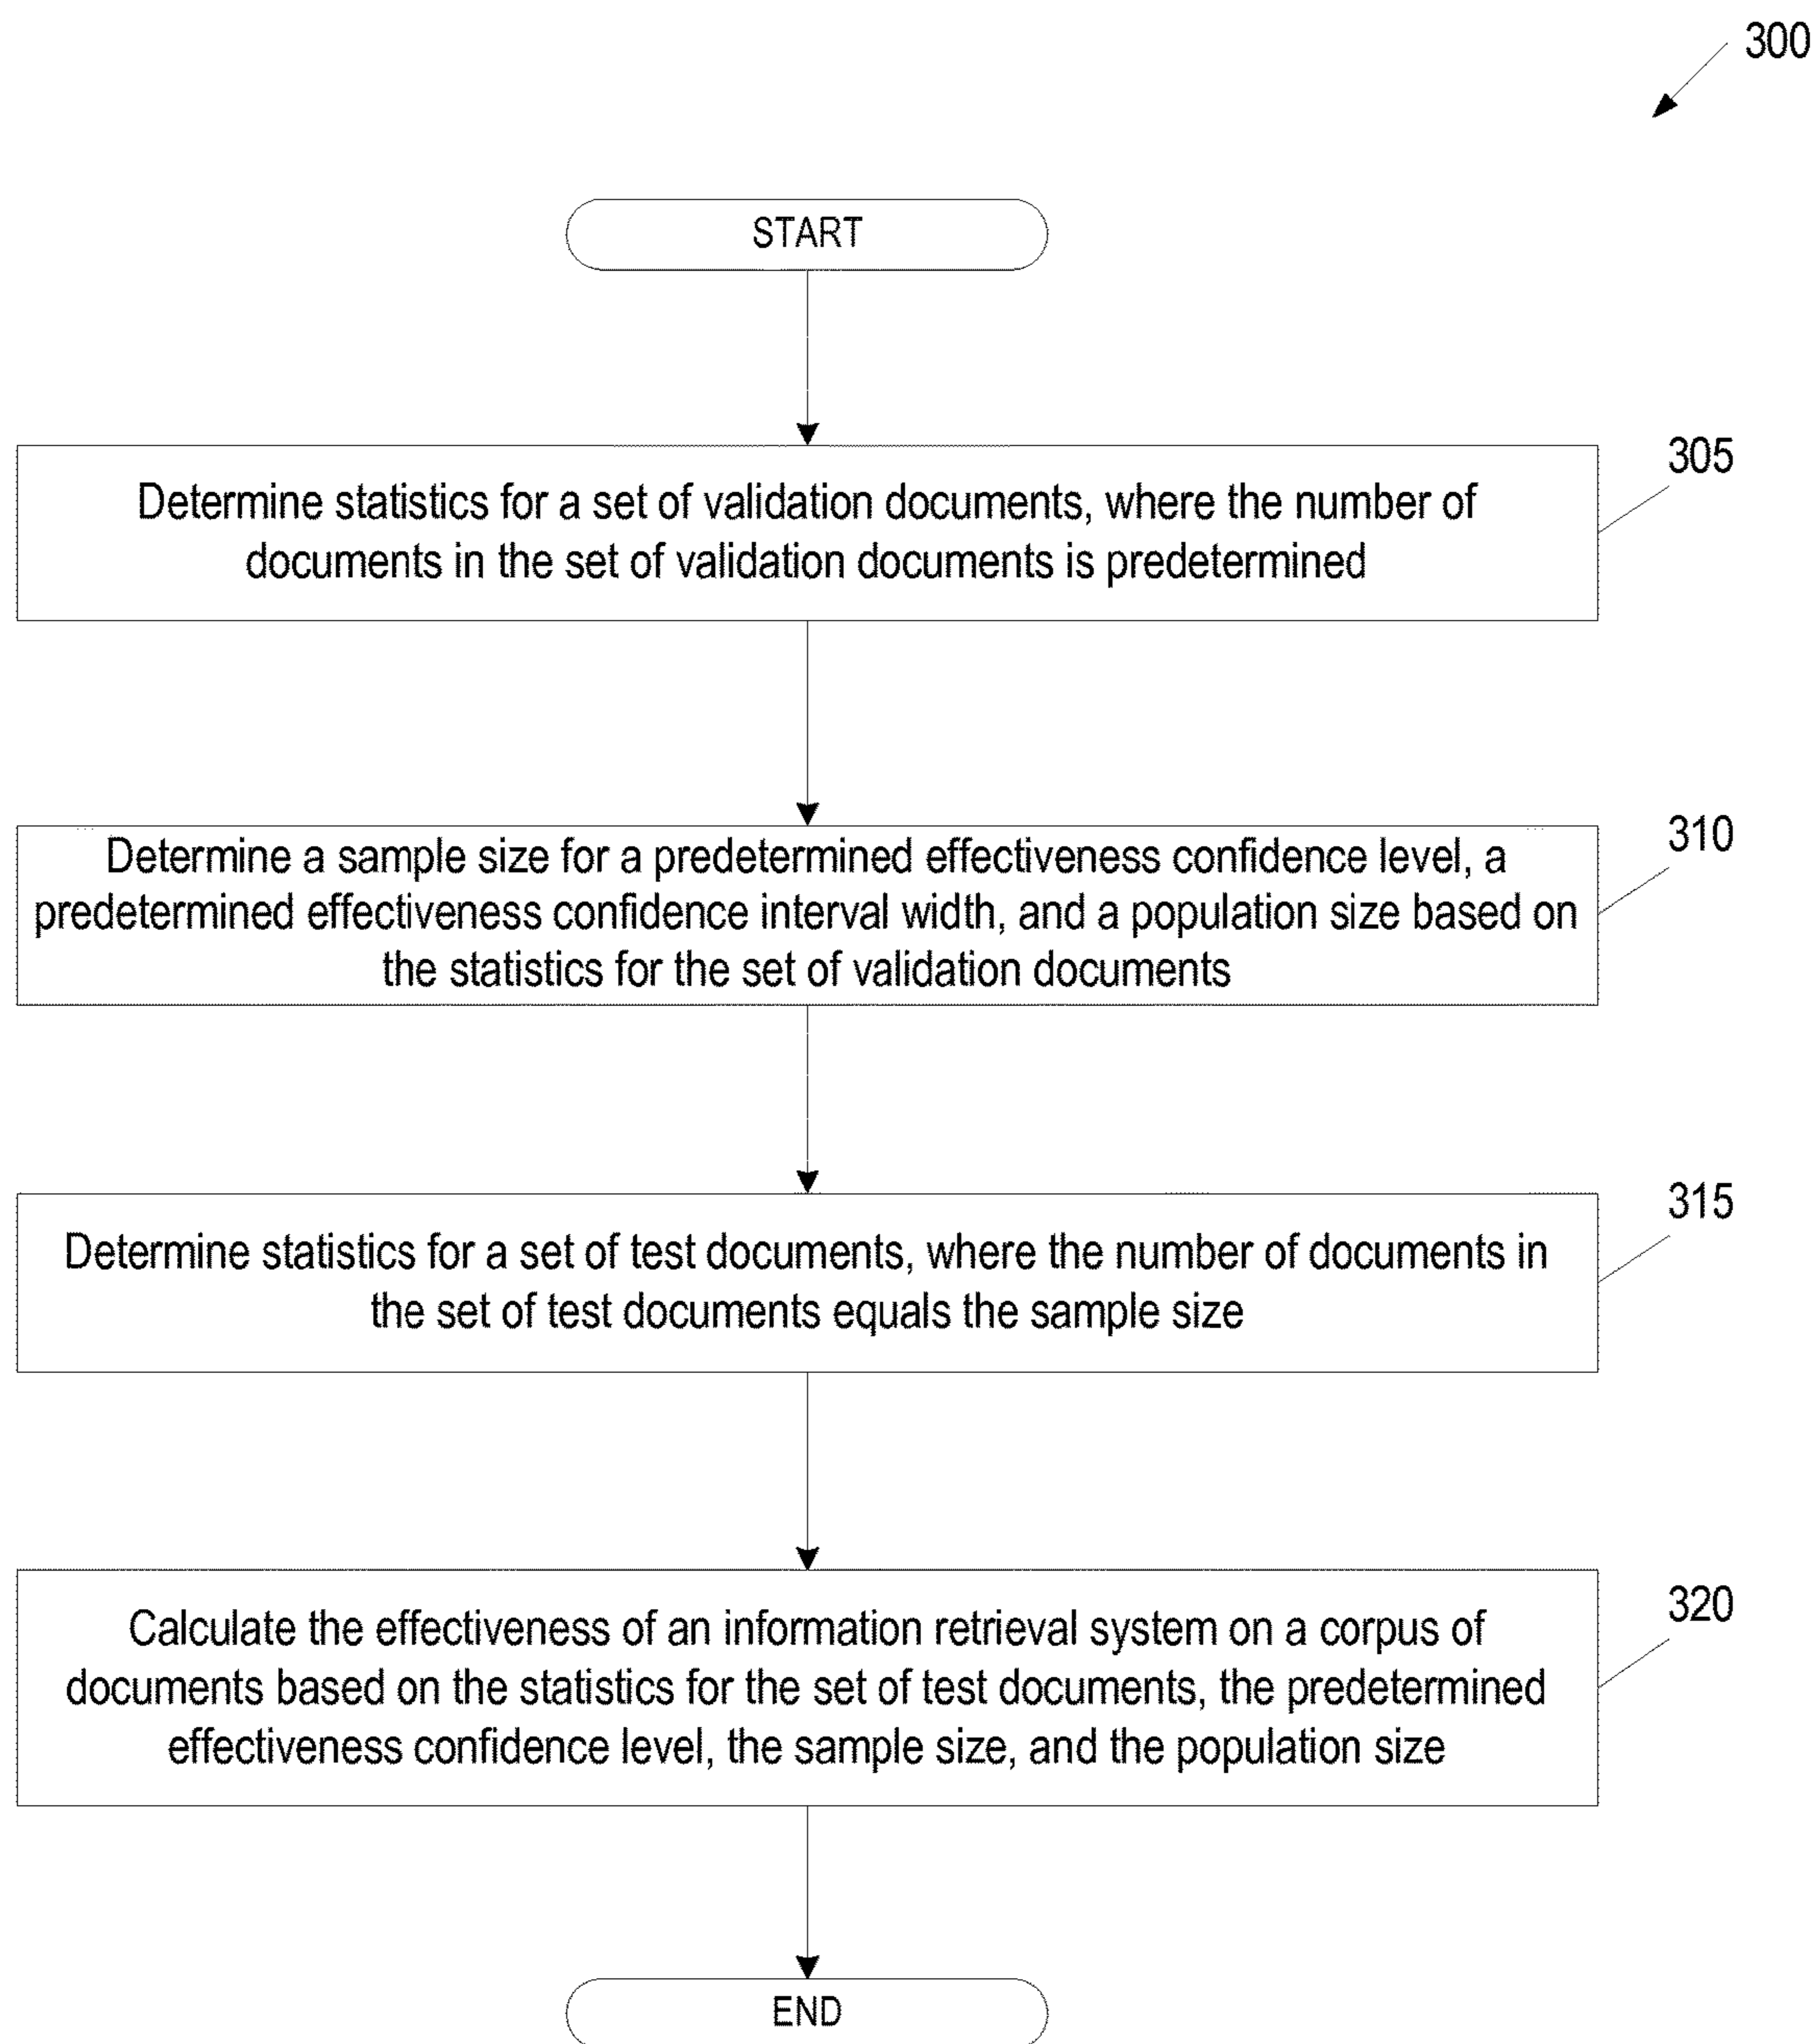 300
START
305
Determine statistics for a set of validation documents, where the number of
documents in the set of validation documents is predetermined
310
Determine a sample size for a predetermined effectiveness confidence level, a
predetermined effectiveness confidence interval width, and a population size based on
the statistics for the set of validation documents
315
Determine statistics for a set of test documents, where the number of documents in
the set of test documents equals the sample size
320
Calculate the effectiveness of an information retrieval system on a corpus of
documents based on the statistics for the set of test documents, the predetermined
effectiveness confidence level, the sample size, and the population size
END